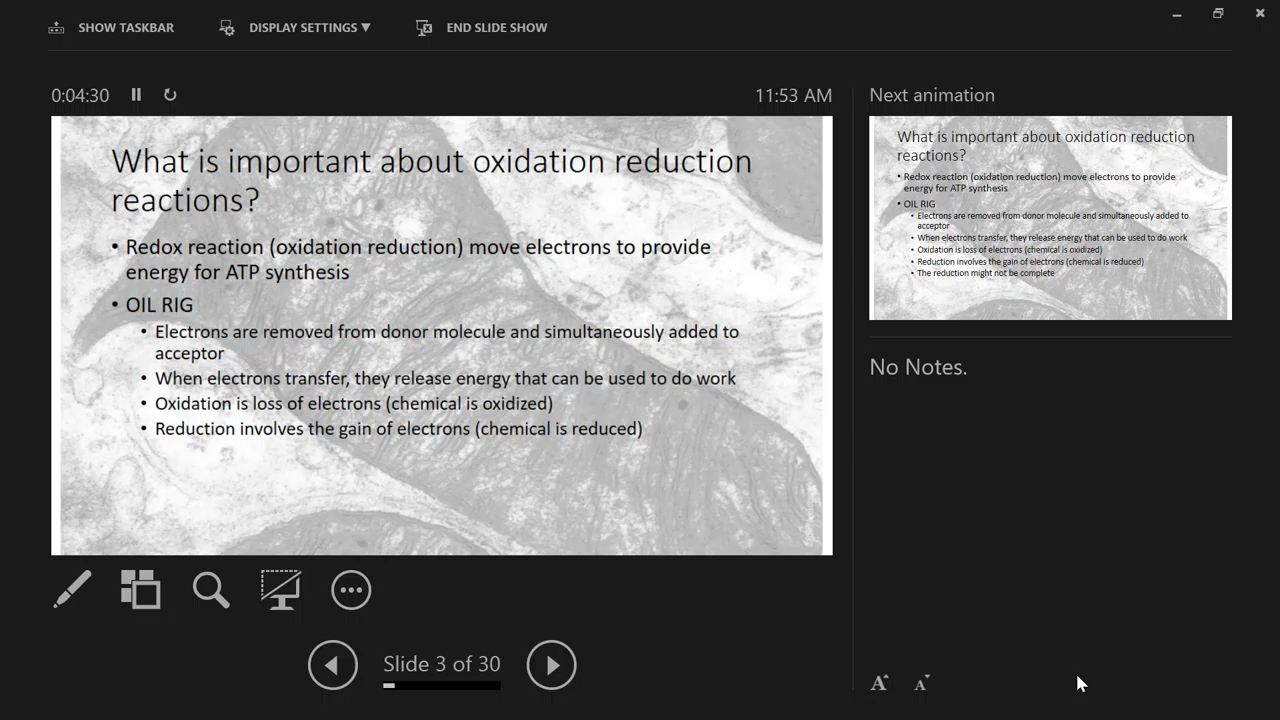 SHOW TASKBAR
DISPLAY SETTINGS ▼
END SLIDE SHOW
0:04:30
11:53 AM
What is important about oxidation reduction
reactions?
• Redox reaction (oxidation reduction) move electrons to provide
energy for ATP synthesis
• OIL RIG
• Electrons are removed from donor molecule and simultaneously added to
acceptor
• When electrons transfer, they release energy that can be used to do work
• Oxidation is loss of electrons (chemical is oxidized)
• Reduction involves the gain of electrons (chemical is reduced)
Slide 3 of 30
Next animation
What is important about oxidation reduction
reactions?
• Redox reaction (oxidation reduction) move electrons to provide
energy for ATP synthesis
• OIL RIG
• Electrons are removed from donor molecule and simultaneously added to
acceptor
• When electrons transfer, they release energy that can be used to do work
• Oxidation is loss of electrons (chemical is oxidized)
• Reduction involves the gain of electrons (chemical is reduced)
• The reduction might not be complete
No Notes.
A A